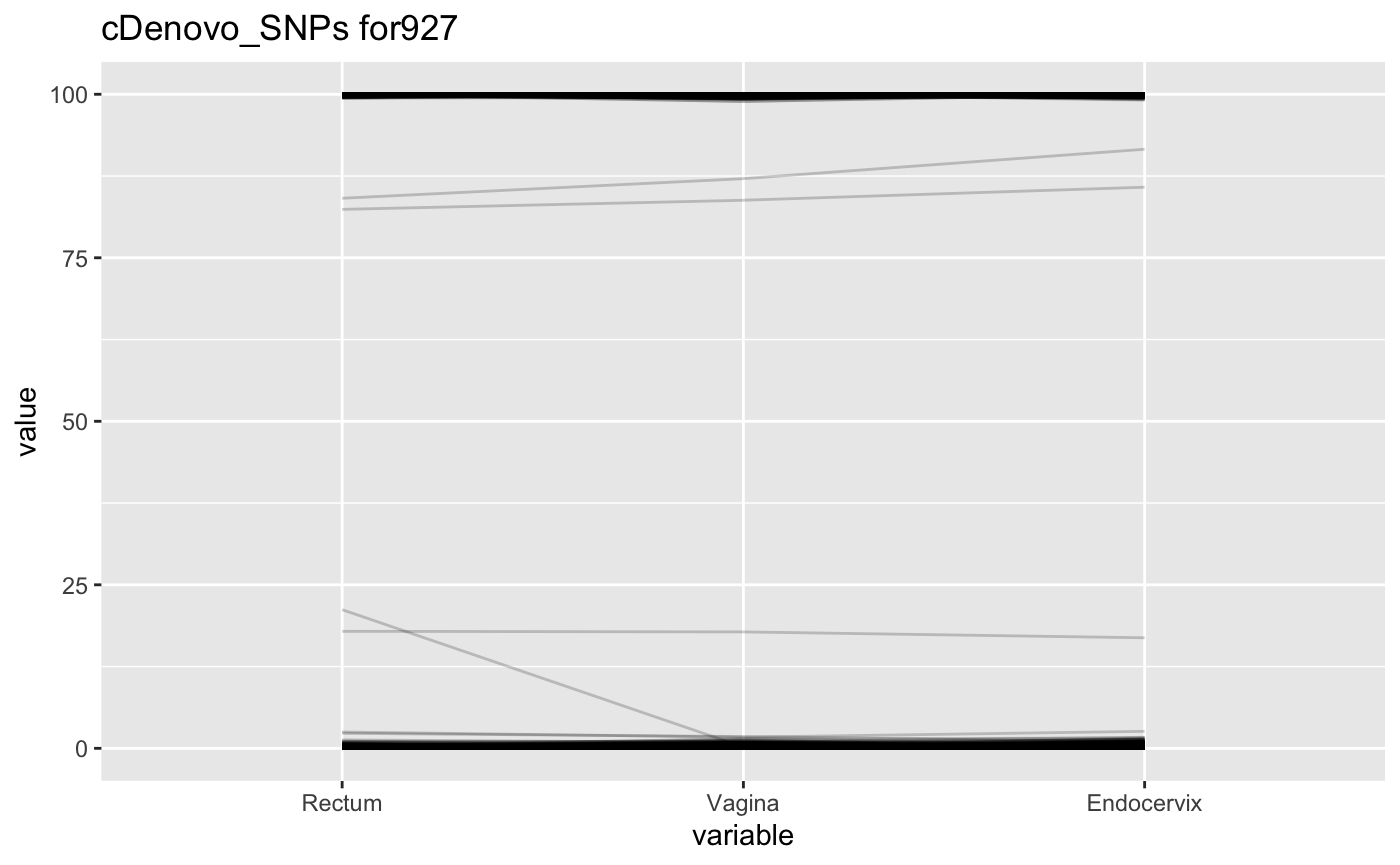 cDenovo_SNPs for927
100
75
50
25
0
value
Rectum Vagina Endocervix
variable